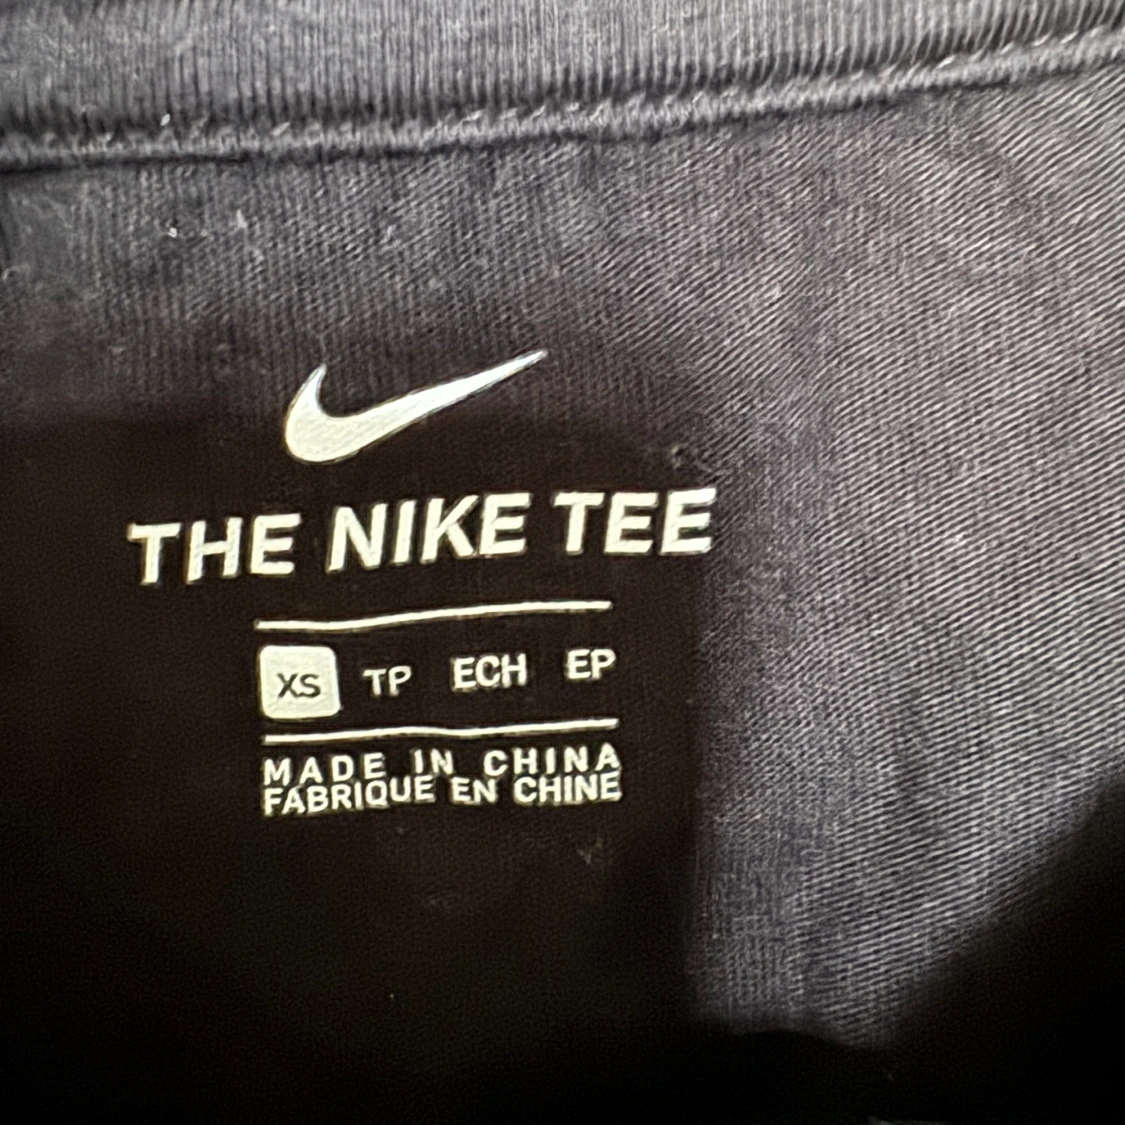 THE NIKE TEE
XS TP ECH EP
MADE IN CHINA
FABRIQUE EN CHINE